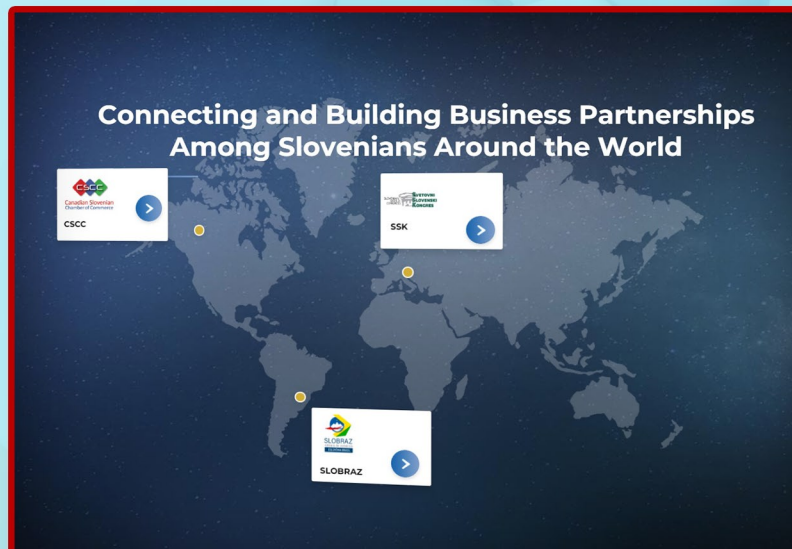 Connecting and Building Business Partnerships
Among Slovenians Around the World
CSCC
Canadian Slovenian
Chamber of Commerce
CSCC
SVETOVNI
SLOVENSKI
KONGRES
SSK
SLOBRAZ
SLOBRAZ